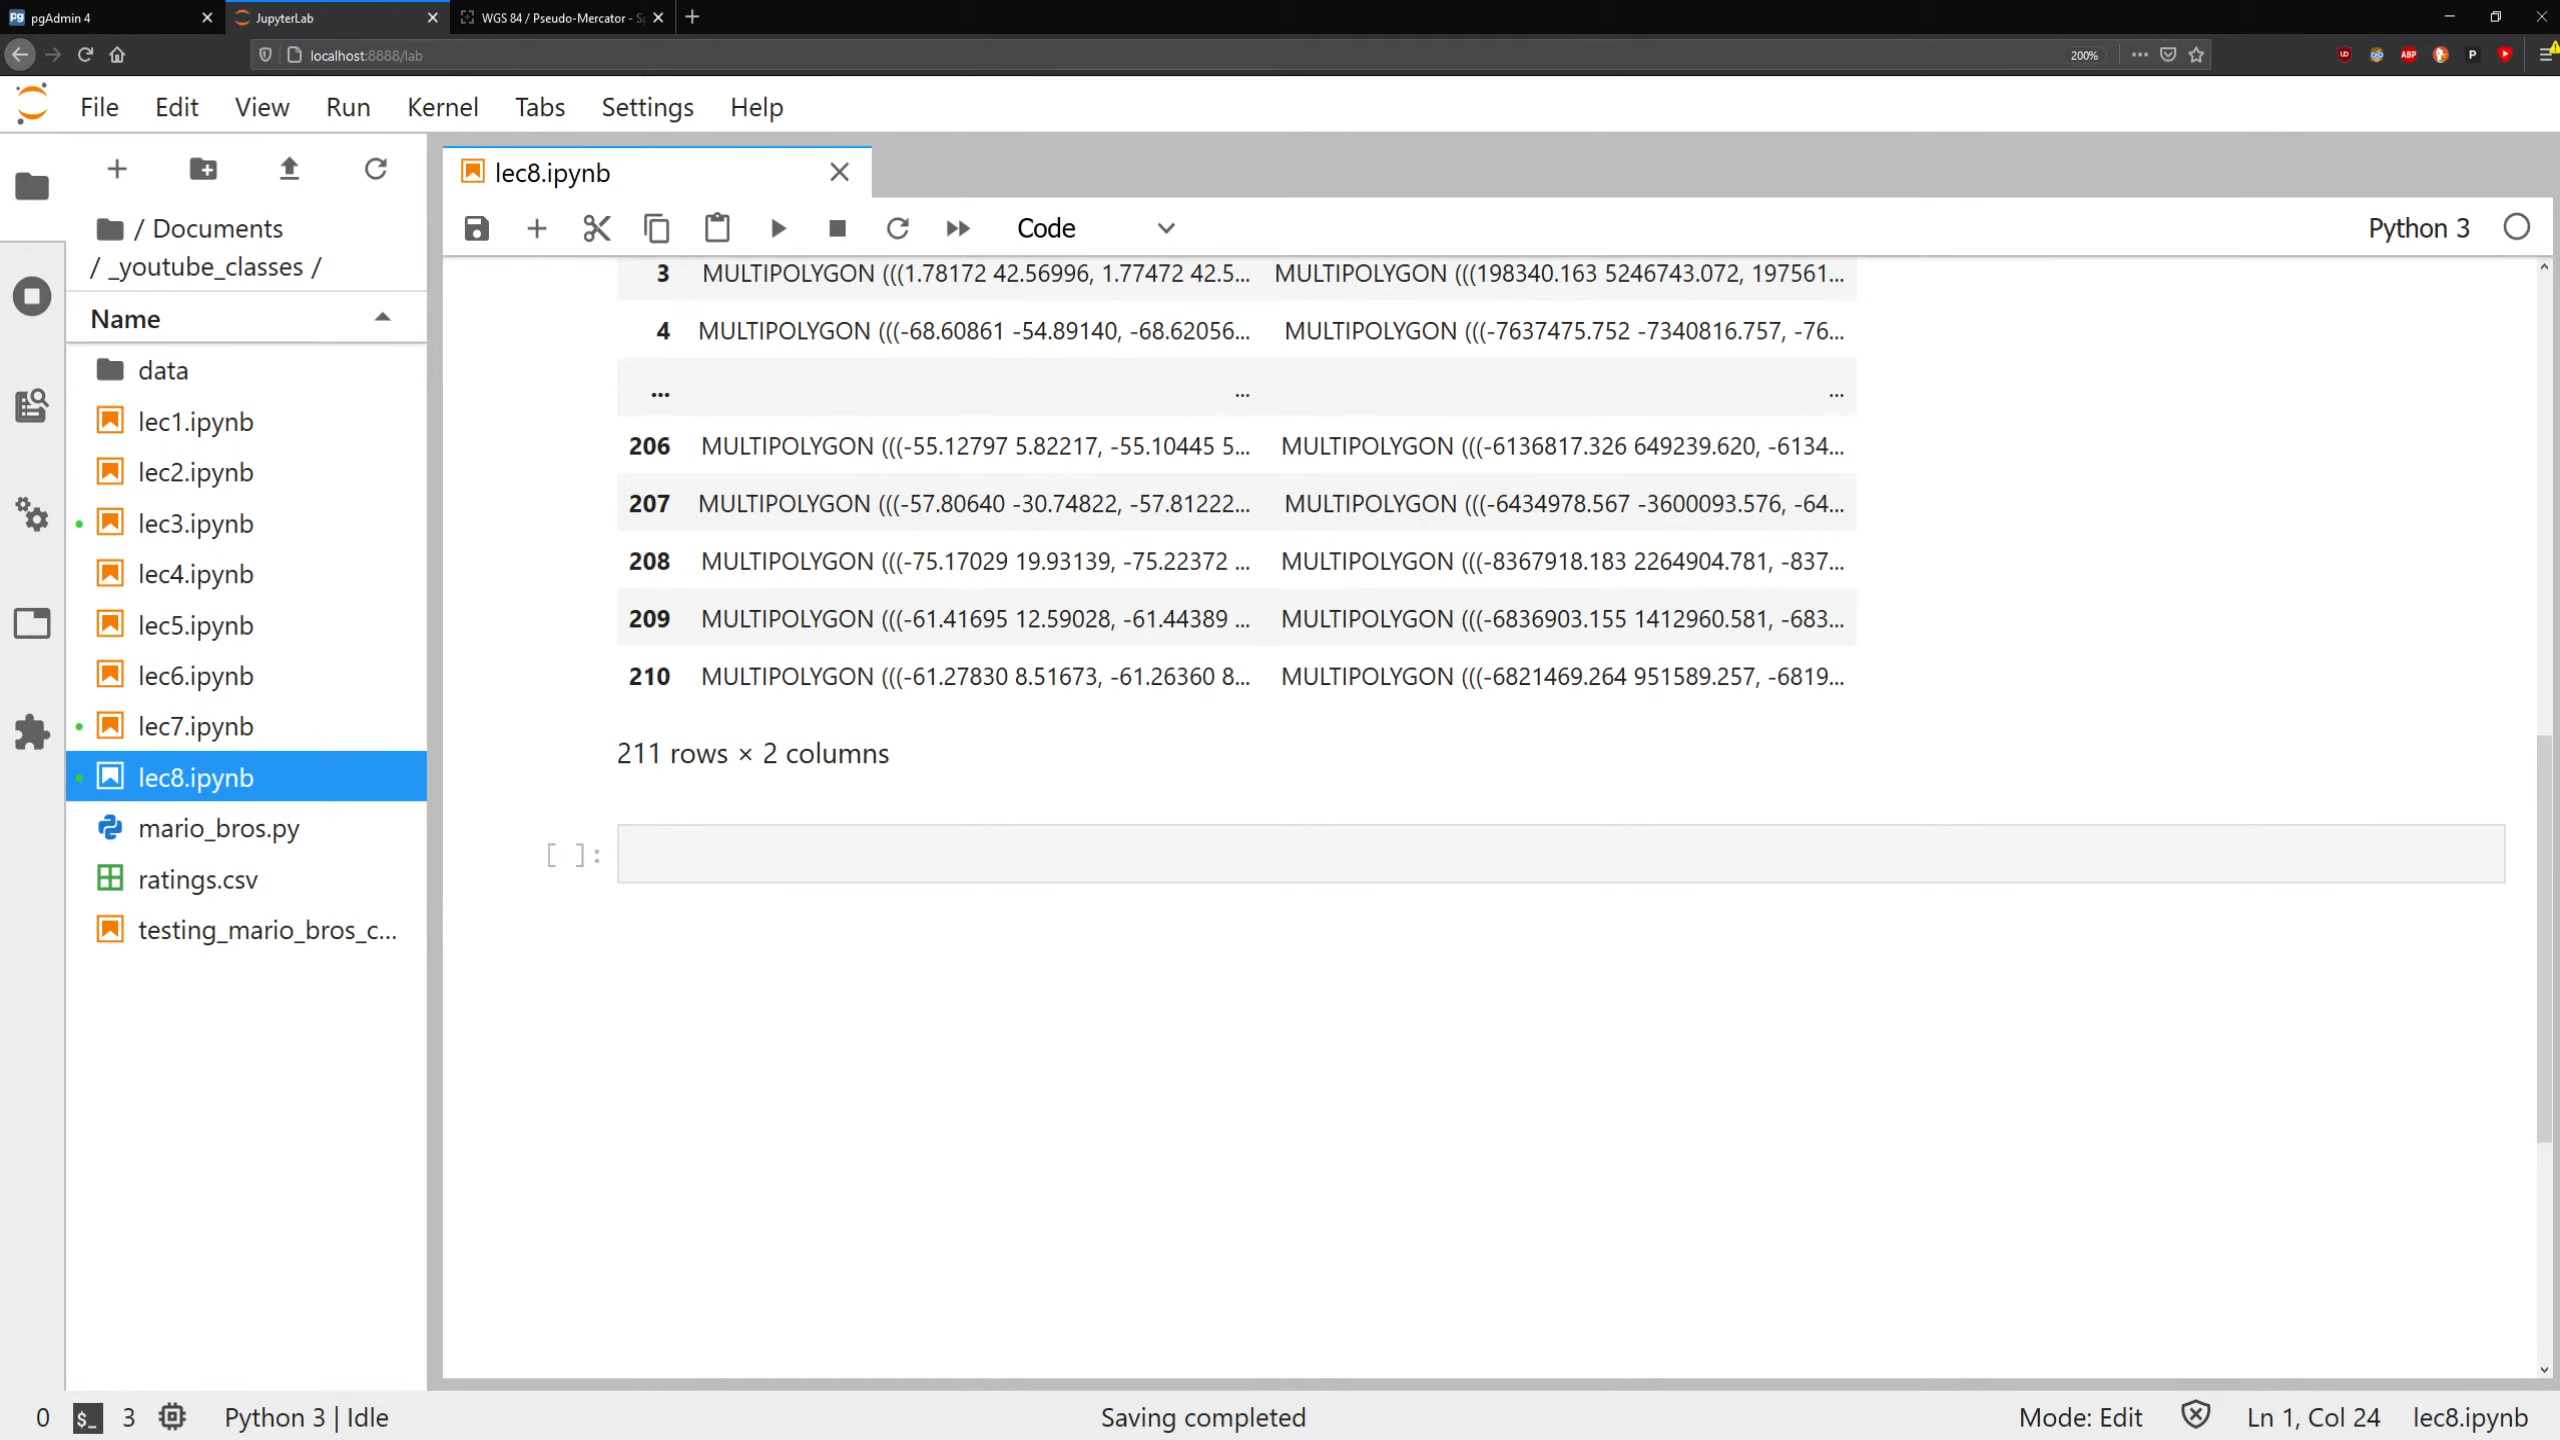 pgAdmin 4
JupyterLab
WGS 84 / Pseudo-Mercator - Sp
localhost:8888/lab
200%
File Edit View Run Kernel Tabs Settings Help
/ Documents
/ _youtube_classes /
Name
data
lec1.ipynb
lec2.ipynb
lec3.ipynb
lec4.ipynb
lec5.ipynb
lec6.ipynb
lec7.ipynb
lec8.ipynb
mario_bros.py
ratings.csv
testing_mario_bros_c...
lec8.ipynb
Code
Python 3
3 MULTIPOLYGON (((1.78172 42.56996, 1.77472 42.5... MULTIPOLYGON (((198340.163 5246743.072, 197561...
4 MULTIPOLYGON (((-68.60861 -54.89140, -68.62056... MULTIPOLYGON (((-7637475.752 -7340816.757, -76...
... ... ...
206 MULTIPOLYGON (((-55.12797 5.82217, -55.10445 5... MULTIPOLYGON (((-6136817.326 649239.620, -6134...
207 MULTIPOLYGON (((-57.80640 -30.74822, -57.81222... MULTIPOLYGON (((-6434978.567 -3600093.576, -64...
208 MULTIPOLYGON (((-75.17029 19.93139, -75.22372 ... MULTIPOLYGON (((-8367918.183 2264904.781, -837...
209 MULTIPOLYGON (((-61.41695 12.59028, -61.44389 ... MULTIPOLYGON (((-6836903.155 1412960.581, -683...
210 MULTIPOLYGON (((-61.27830 8.51673, -61.26360 8... MULTIPOLYGON (((-6821469.264 951589.257, -6819...
211 rows × 2 columns
[ ]:
0 $_ 3 Python 3 | Idle
Saving completed
Mode: Edit Ln 1, Col 24 lec8.ipynb